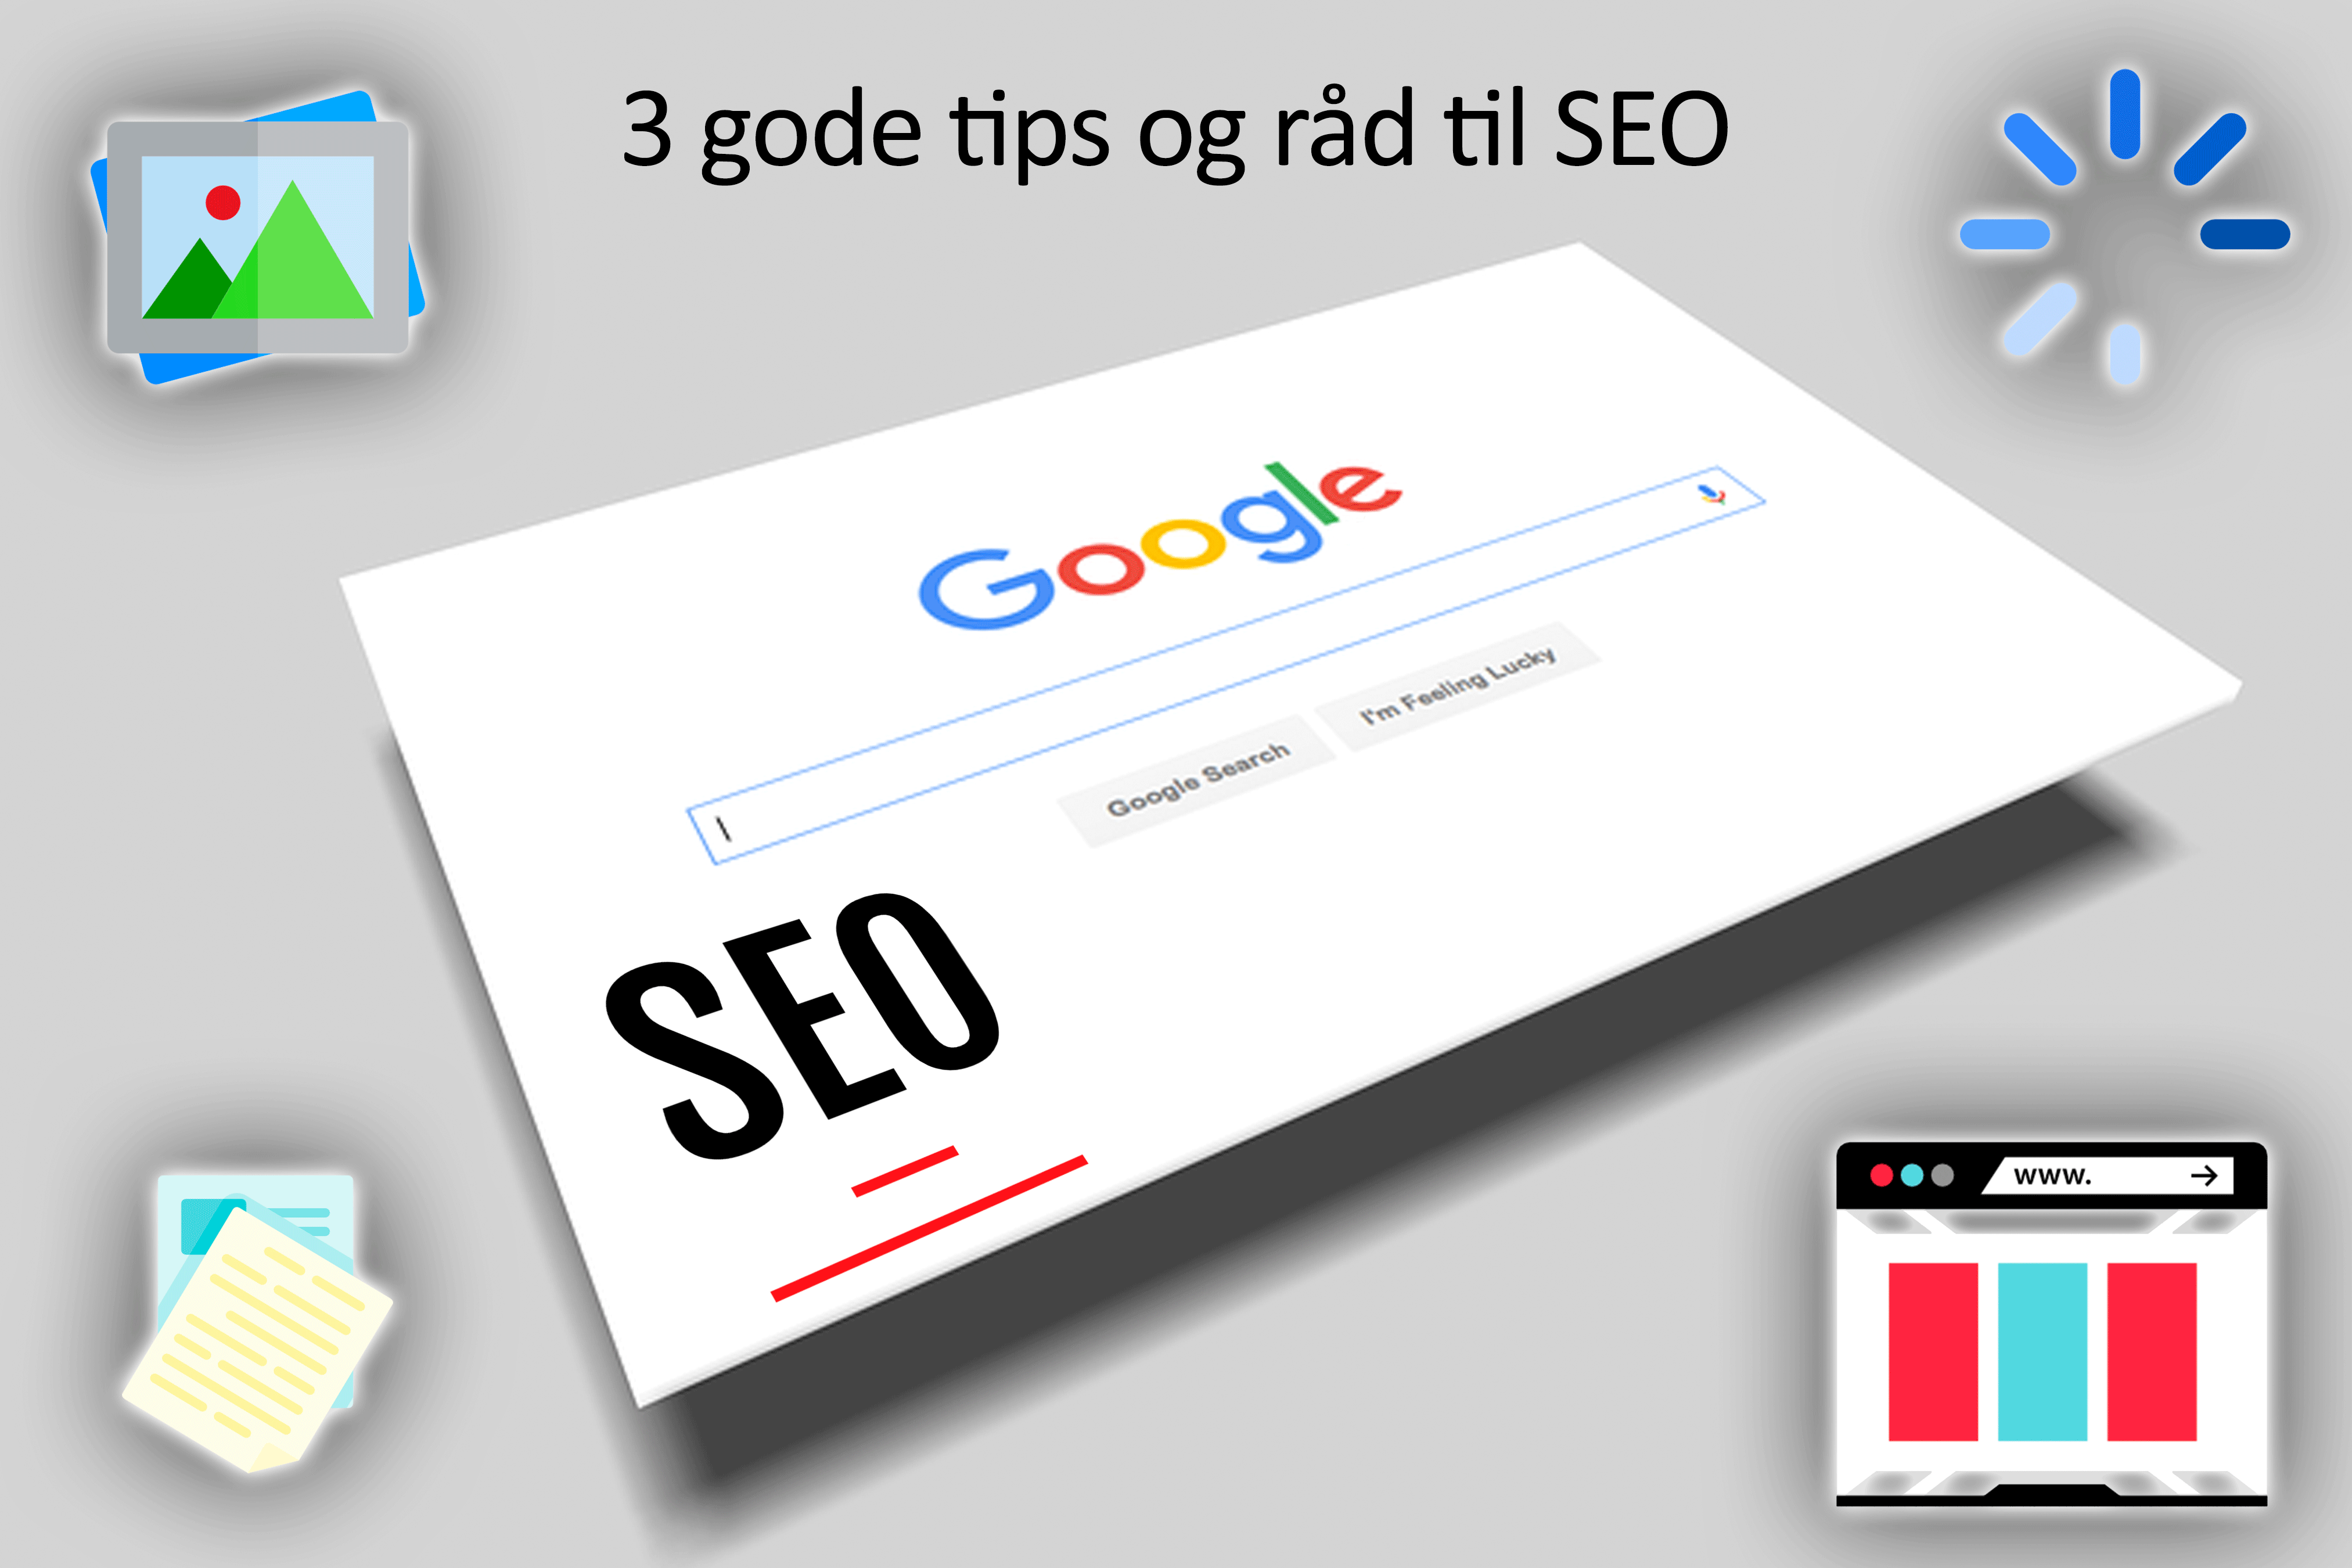 3 gode tips og råd til SEO
Google
Google Search
I'm Feeling Lucky
SEO
www.